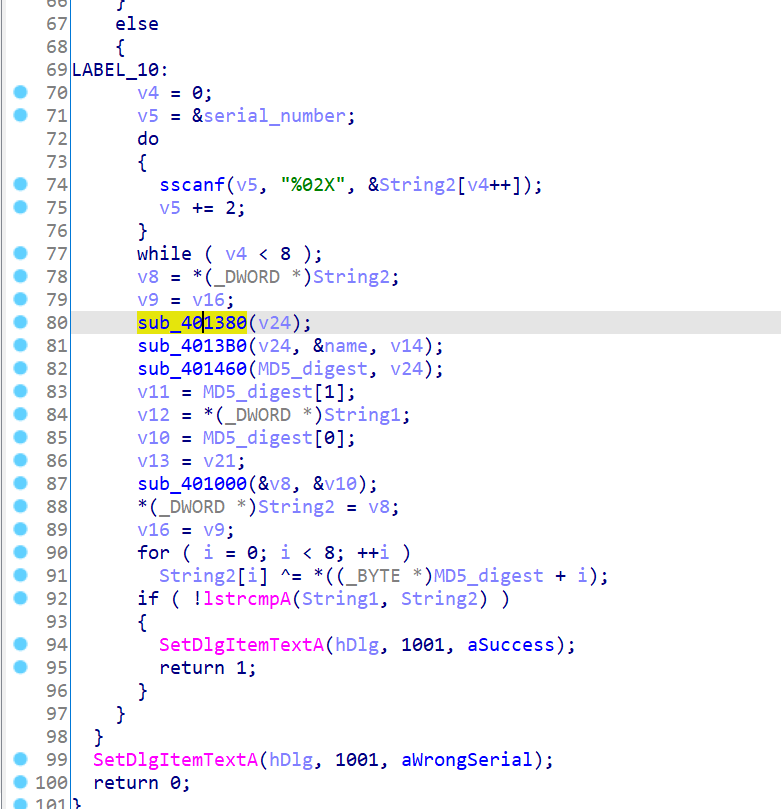 66 }
67 else
68 {
69 LABEL_10:
70 v4 = 0;
71 v5 = &serial_number;
72 do
73 {
74 sscanf(v5, "%02X", &String2[v4++]);
75 v5 += 2;
76 }
77 while ( v4 < 8 );
78 v8 = *(_DWORD *)String2;
79 v9 = v16;
80 sub_401380(v24);
81 sub_4013B0(v24, &name, v14);
82 sub_401460(MD5_digest, v24);
83 v11 = MD5_digest[1];
84 v12 = *(_DWORD *)String1;
85 v10 = MD5_digest[0];
86 v13 = v21;
87 sub_401000(&v8, &v10);
88 *(_DWORD *)String2 = v8;
89 v16 = v9;
90 for ( i = 0; i < 8; ++i )
91 String2[i] ^= *((_BYTE *)MD5_digest + i);
92 if ( !lstrcmpA(String1, String2) )
93 {
94 SetDlgItemTextA(hDlg, 1001, aSuccess);
95 return 1;
96 }
97 }
98 }
99 SetDlgItemTextA(hDlg, 1001, aWrongSerial);
100 return 0;
101 }